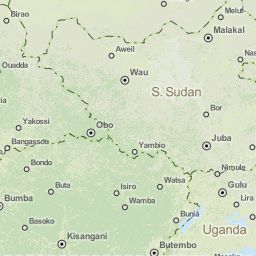 Birao
Melut
Malakal
Aweil
Ouadda
Nas
Wau
S. Sudan
Bor
Yakossi
Obo
Bangassou
Juba
Yambio
Bondo
Nimule
Buta
Isiro
Watsa
Gulu
Bumba
Wamba
Lira
Basoko
Bunia
Uganda
Kisangani
Butembo